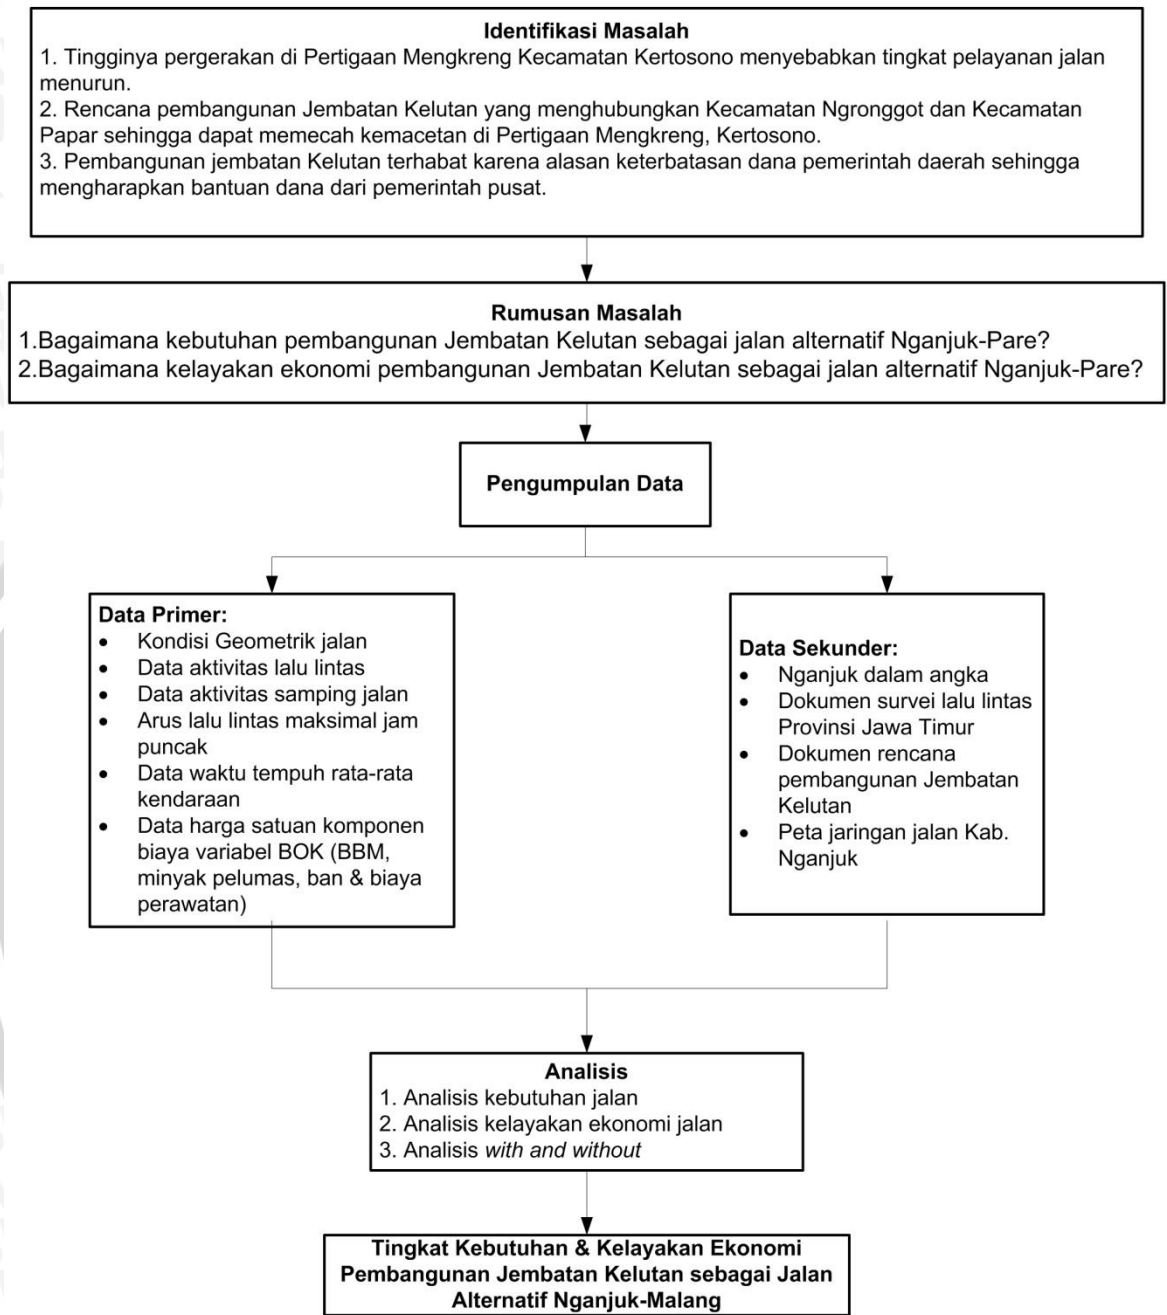 Identifikasi Masalah
1. Tingginya pergerakan di Pertigaan Mengkreng Kecamatan Kertosono menyebabkan tingkat pelayanan jalan
menurun.
2. Rencana pembangunan Jembatan Kelutan yang menghubungkan Kecamatan Ngronggot dan Kecamatan
Papar sehingga dapat memecah kemacetan di Pertigaan Mengkreng, Kertosono.
3. Pembangunan jembatan Kelutan terhabat karena alasan keterbatasan dana pemerintah daerah sehingga
mengharapkan bantuan dana dari pemerintah pusat.
Rumusan Masalah
1.Bagaimana kebutuhan pembangunan Jembatan Kelutan sebagai jalan alternatif Nganjuk-Pare?
2.Bagaimana kelayakan ekonomi pembangunan Jembatan Kelutan sebagai jalan alternatif Nganjuk-Pare?
Pengumpulan Data
Data Primer:
• Kondisi Geometrik jalan
• Data aktivitas lalu lintas
• Data aktivitas samping jalan
• Arus lalu lintas maksimal jam
puncak
• Data waktu tempuh rata-rata
kendaraan
• Data harga satuan komponen
biaya variabel BOK (BBM,
minyak pelumas, ban & biaya
perawatan)
Data Sekunder:
• Nganjuk dalam angka
• Dokumen survei lalu lintas
Provinsi Jawa Timur
• Dokumen rencana
pembangunan Jembatan
Kelutan
• Peta jaringan jalan Kab.
Nganjuk
Analisis
1. Analisis kebutuhan jalan
2. Analisis kelayakan ekonomi jalan
3. Analisis with and without
Tingkat Kebutuhan & Kelayakan Ekonomi
Pembangunan Jembatan Kelutan sebagai Jalan
Alternatif Nganjuk-Malang